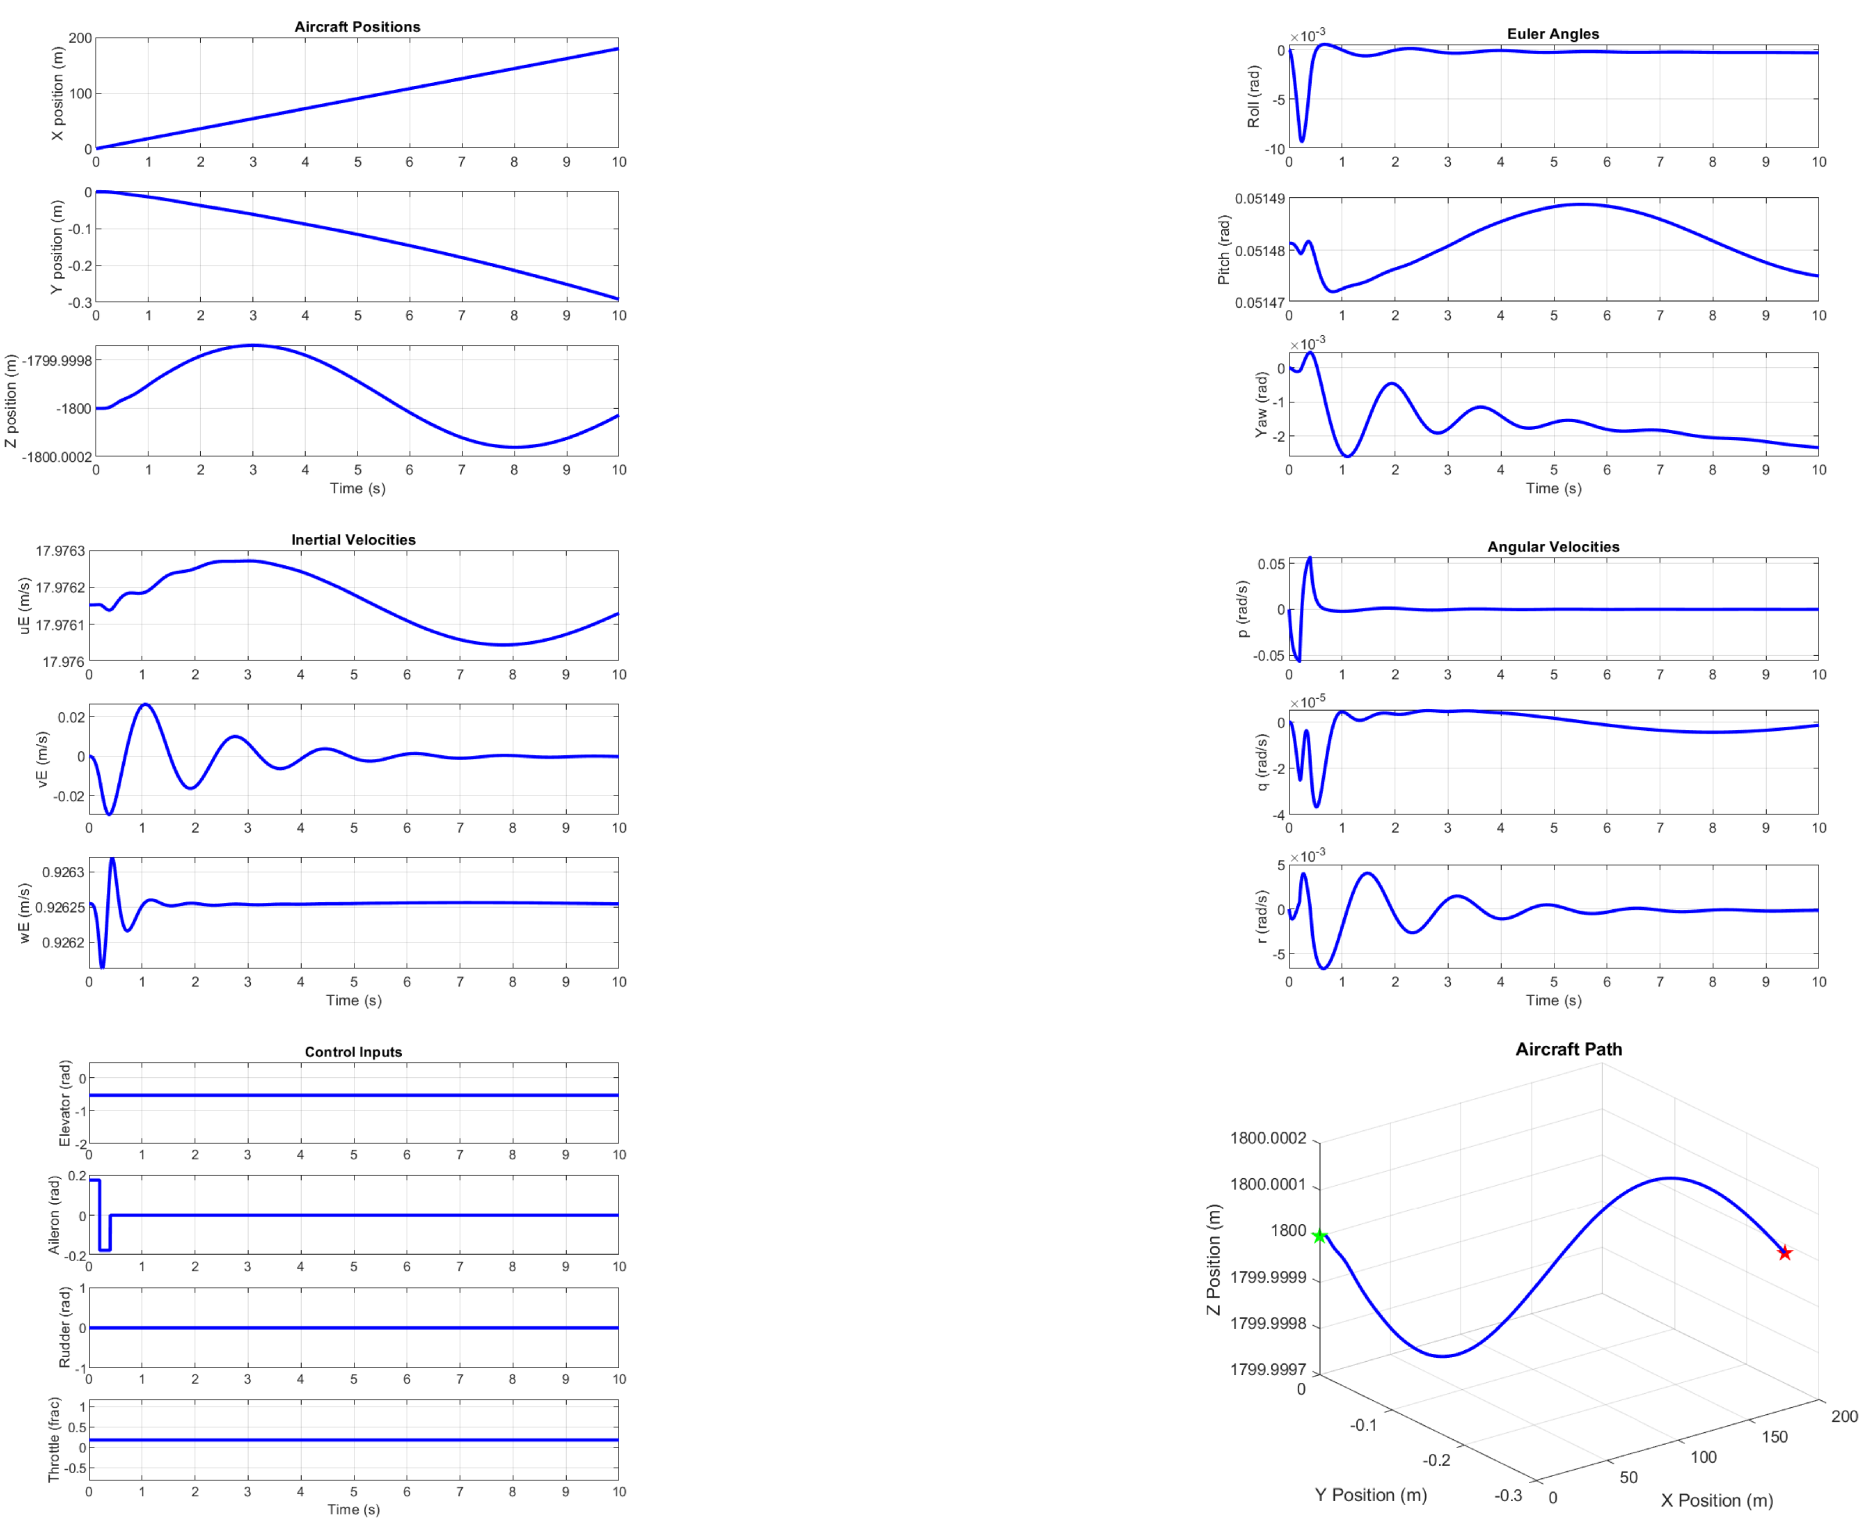 Aircraft Positions
X position (m)
200
100
0
0 1 2 3 4 5 6 7 8 9 10
Y position (m)
0
-0.1
-0.2
-0.3
0 1 2 3 4 5 6 7 8 9 10
Z position (m)
-1799.9998
-1800
-1800.0002
0 1 2 3 4 5 6 7 8 9 10
Time (s)
Euler Angles
×10-3
Roll (rad)
0
-5
-10
0 1 2 3 4 5 6 7 8 9 10
Pitch (rad)
0.05149
0.05148
0.05147
0 1 2 3 4 5 6 7 8 9 10
×10-3
Yaw (rad)
0
-1
-2
0 1 2 3 4 5 6 7 8 9 10
Time (s)
Inertial Velocities
uE (m/s)
17.9763
17.9762
17.9761
17.976
0 1 2 3 4 5 6 7 8 9 10
vE (m/s)
0.02
0
-0.02
0 1 2 3 4 5 6 7 8 9 10
wE (m/s)
0.9263
0.92625
0.9262
0 1 2 3 4 5 6 7 8 9 10
Time (s)
Angular Velocities
p (rad/s)
0.05
0
-0.05
0 1 2 3 4 5 6 7 8 9 10
×10-5
q (rad/s)
0
-2
-4
0 1 2 3 4 5 6 7 8 9 10
×10-3
r (rad/s)
5
0
-5
0 1 2 3 4 5 6 7 8 9 10
Time (s)
Control Inputs
Elevator (rad)
0
-1
-2
0 1 2 3 4 5 6 7 8 9 10
Aileron (rad)
0.2
0
-0.2
0 1 2 3 4 5 6 7 8 9 10
Rudder (rad)
1
0
-1
0 1 2 3 4 5 6 7 8 9 10
Throttle (frac)
1
0.5
0
-0.5
0 1 2 3 4 5 6 7 8 9 10
Time (s)
Aircraft Path
Z Position (m)
1800.0002
1800.0001
1800
1799.9999
1799.9998
1799.9997
0
-0.1
-0.2
-0.3
Y Position (m)
0
50
100
150
200
X Position (m)